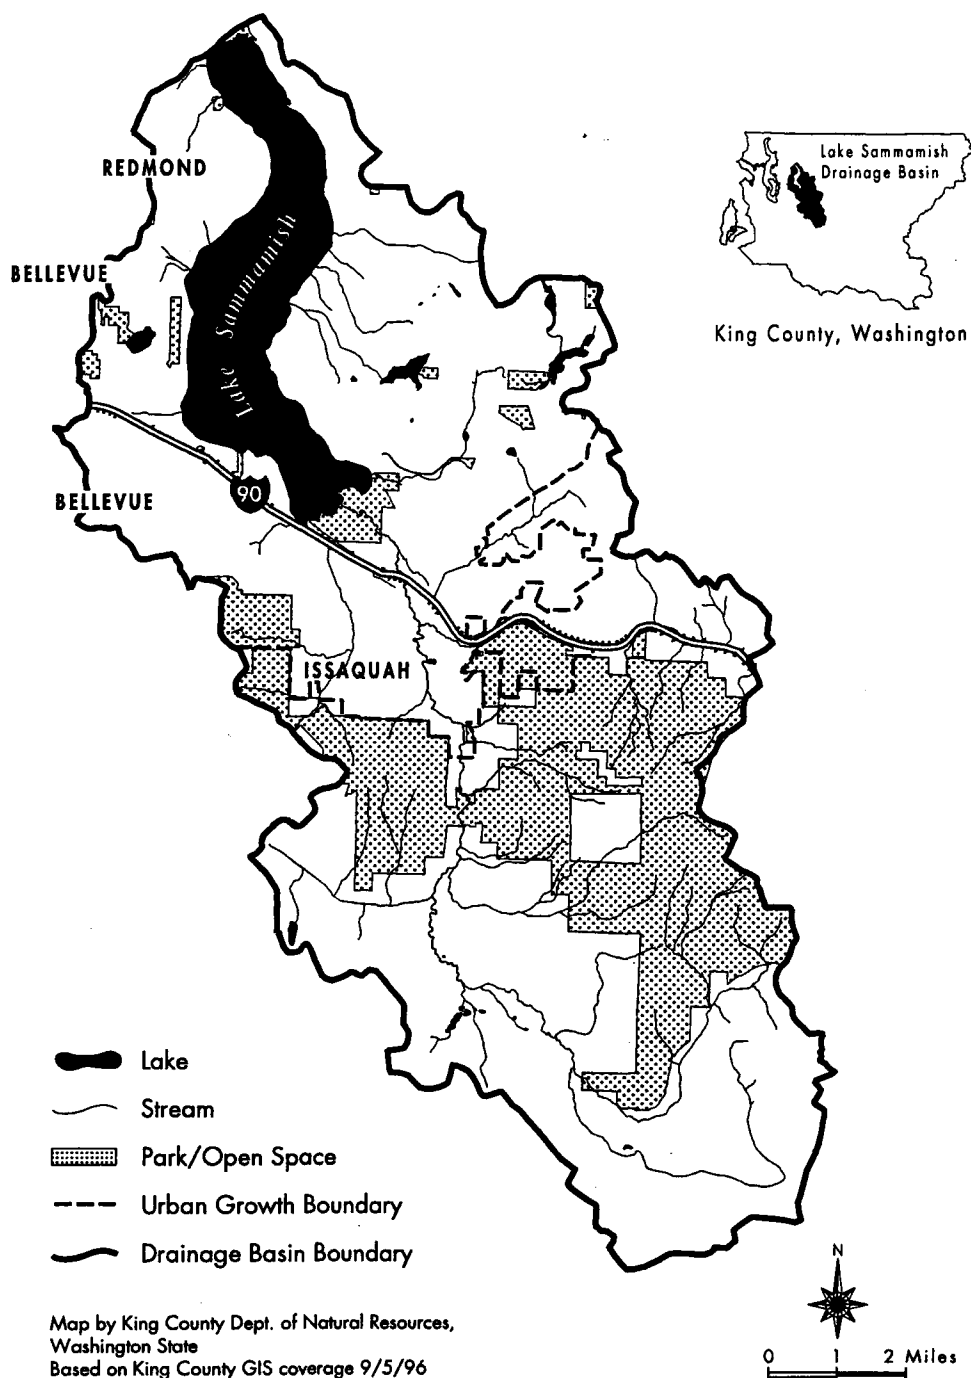 REDMOND
Lake Sammamish
Drainage Basin
BELLEVUE
Lake Sammamish
King County, Washington
90
BELLEVUE
ISSAQUAH
Lake
Stream
Park/Open Space
Urban Growth Boundary
Drainage Basin Boundary
N
Map by King County Dept. of Natural Resources,
Washington State
Based on King County GIS coverage 9/5/96
0 1 2 Miles